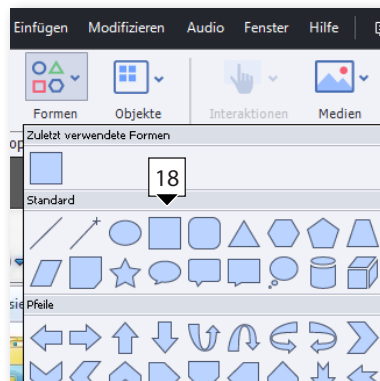 Einfügen Modifizieren Audio Fenster Hilfe
Formen Objekte Interaktionen Medien
Zuletzt verwendete Formen
18
Standard
Pfeile